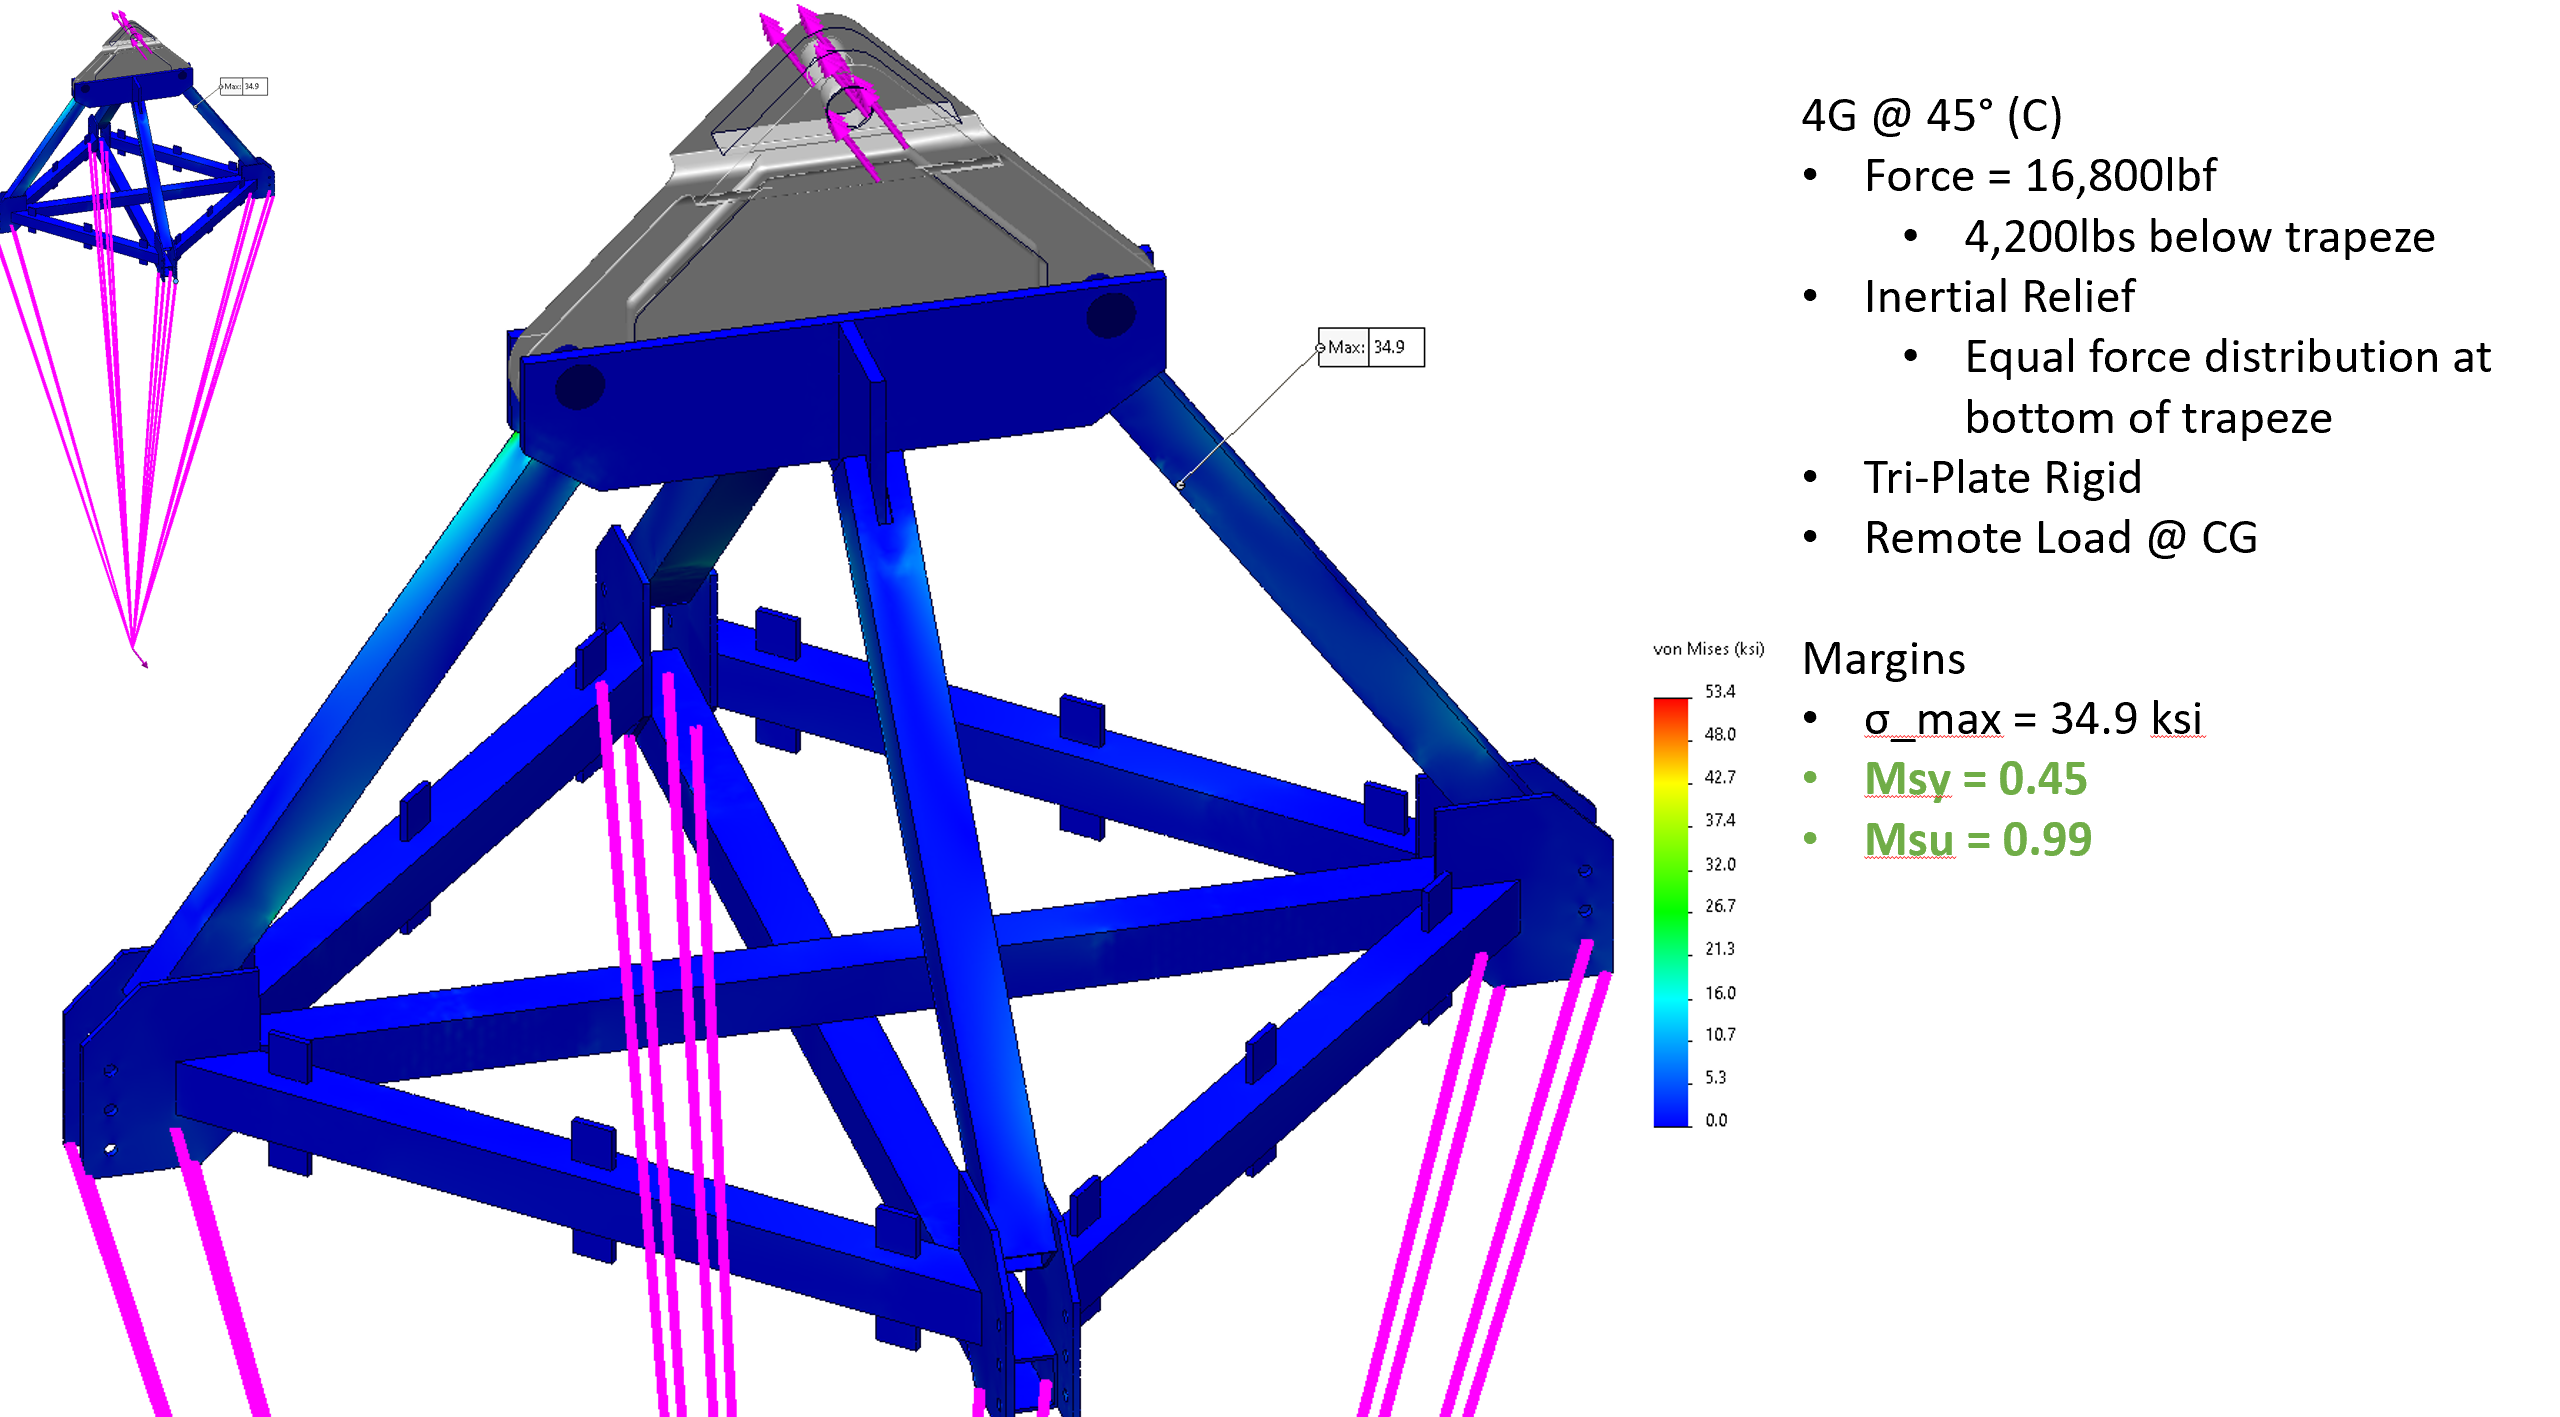 Max: 34.9
Max: 34.9
4G @ 45° (C)
• Force = 16,800lbf
• 4,200lbs below trapeze
• Inertial Relief
• Equal force distribution at
bottom of trapeze
• Tri-Plate Rigid
• Remote Load @ CG
von Mises (ksi)
53.4
48.0
42.7
37.4
32.0
26.7
21.3
16.0
10.7
5.3
0.0
Margins
• σ_max = 34.9 ksi
• Msy = 0.45
• Msu = 0.99